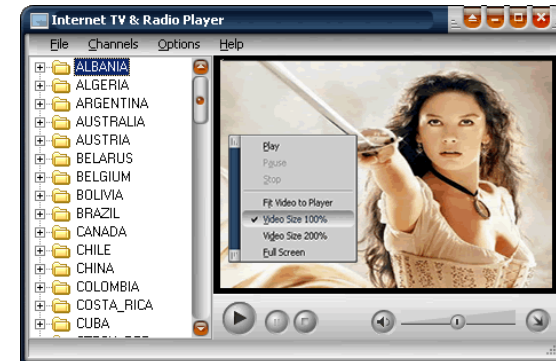 Internet TV & Radio Player
File Channels Options Help
ALBANIA
ALGERIA
ARGENTINA
AUSTRALIA
AUSTRIA
BELARUS
BELGIUM
BOLIVIA
BRAZIL
CANADA
CHILE
CHINA
COLOMBIA
COSTA_RICA
CUBA
Play
Pause
Stop
Fit Video to Player
Video Size 100%
Video Size 200%
Full Screen